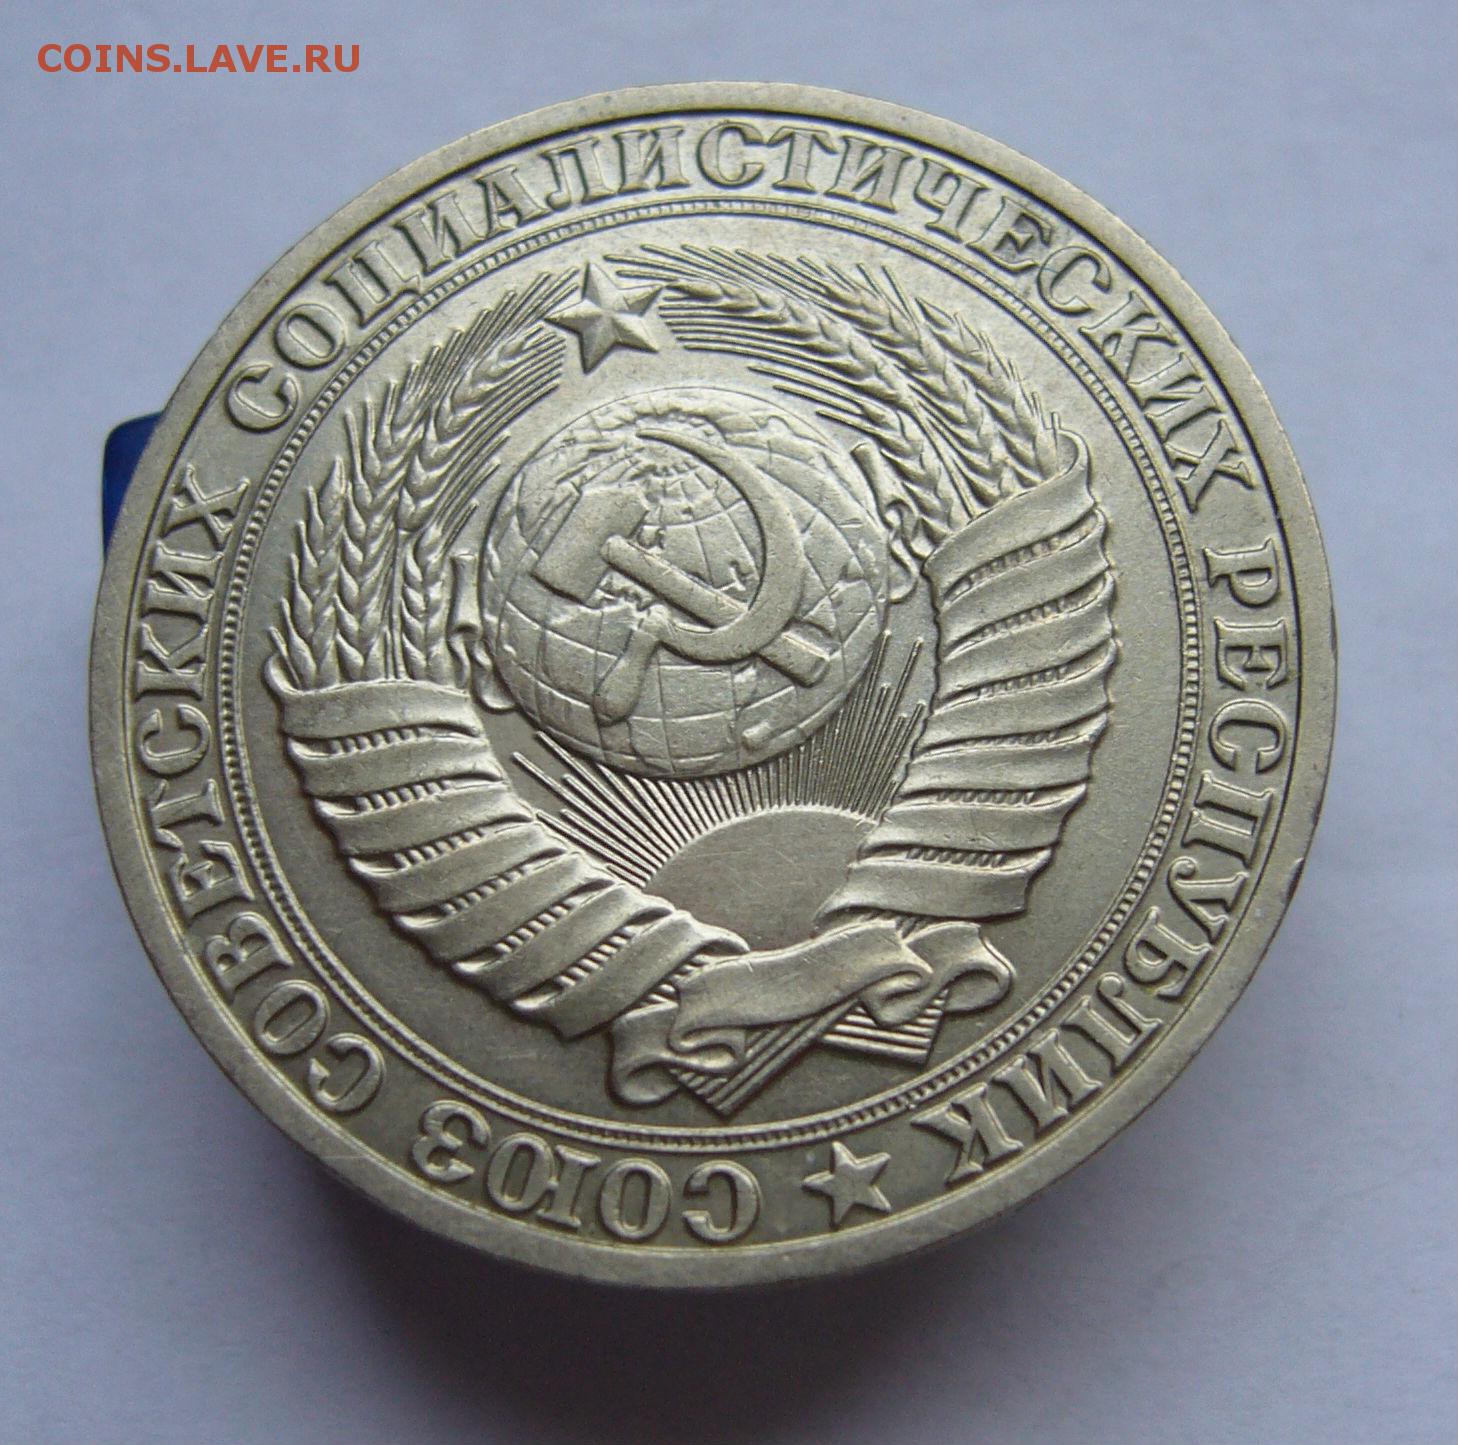 COINS.LAVE.RU
СОЮЗ СОВЕТСКИХ СОЦИАЛИСТИЧЕСКИХ РЕСПУБЛИК